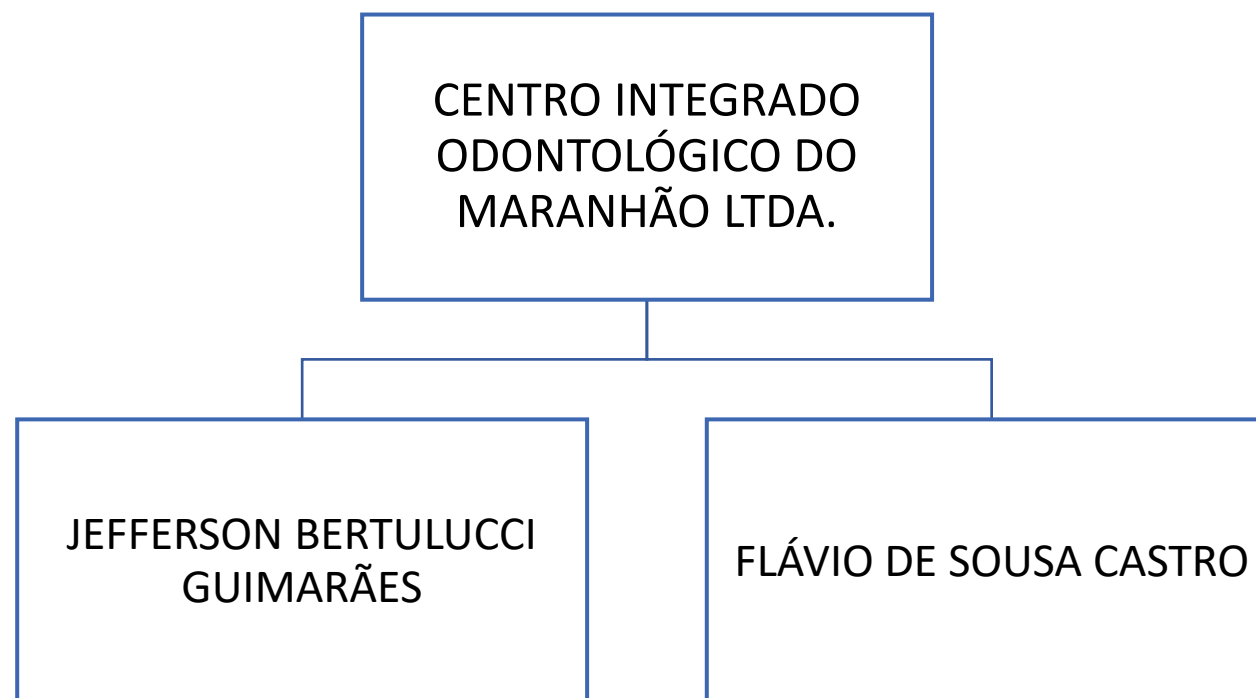 CENTRO INTEGRADO
ODONTOLÓGICO DO
MARANHÃO LTDA.
JEFFERSON BERTULUCCI
GUIMARÃES
FLÁVIO DE SOUSA CASTRO